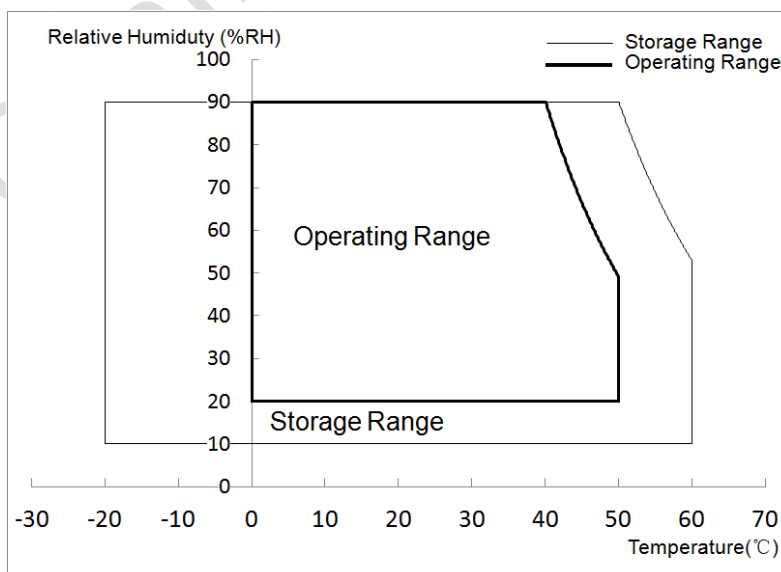 Relative Humiduty (%RH)
Storage Range
Operating Range
100
90
80
70
60
50
40
30
20
10
0
Operating Range
Storage Range
-30 -20 -10 0 10 20 30 40 50 60 70
Temperature(℃)